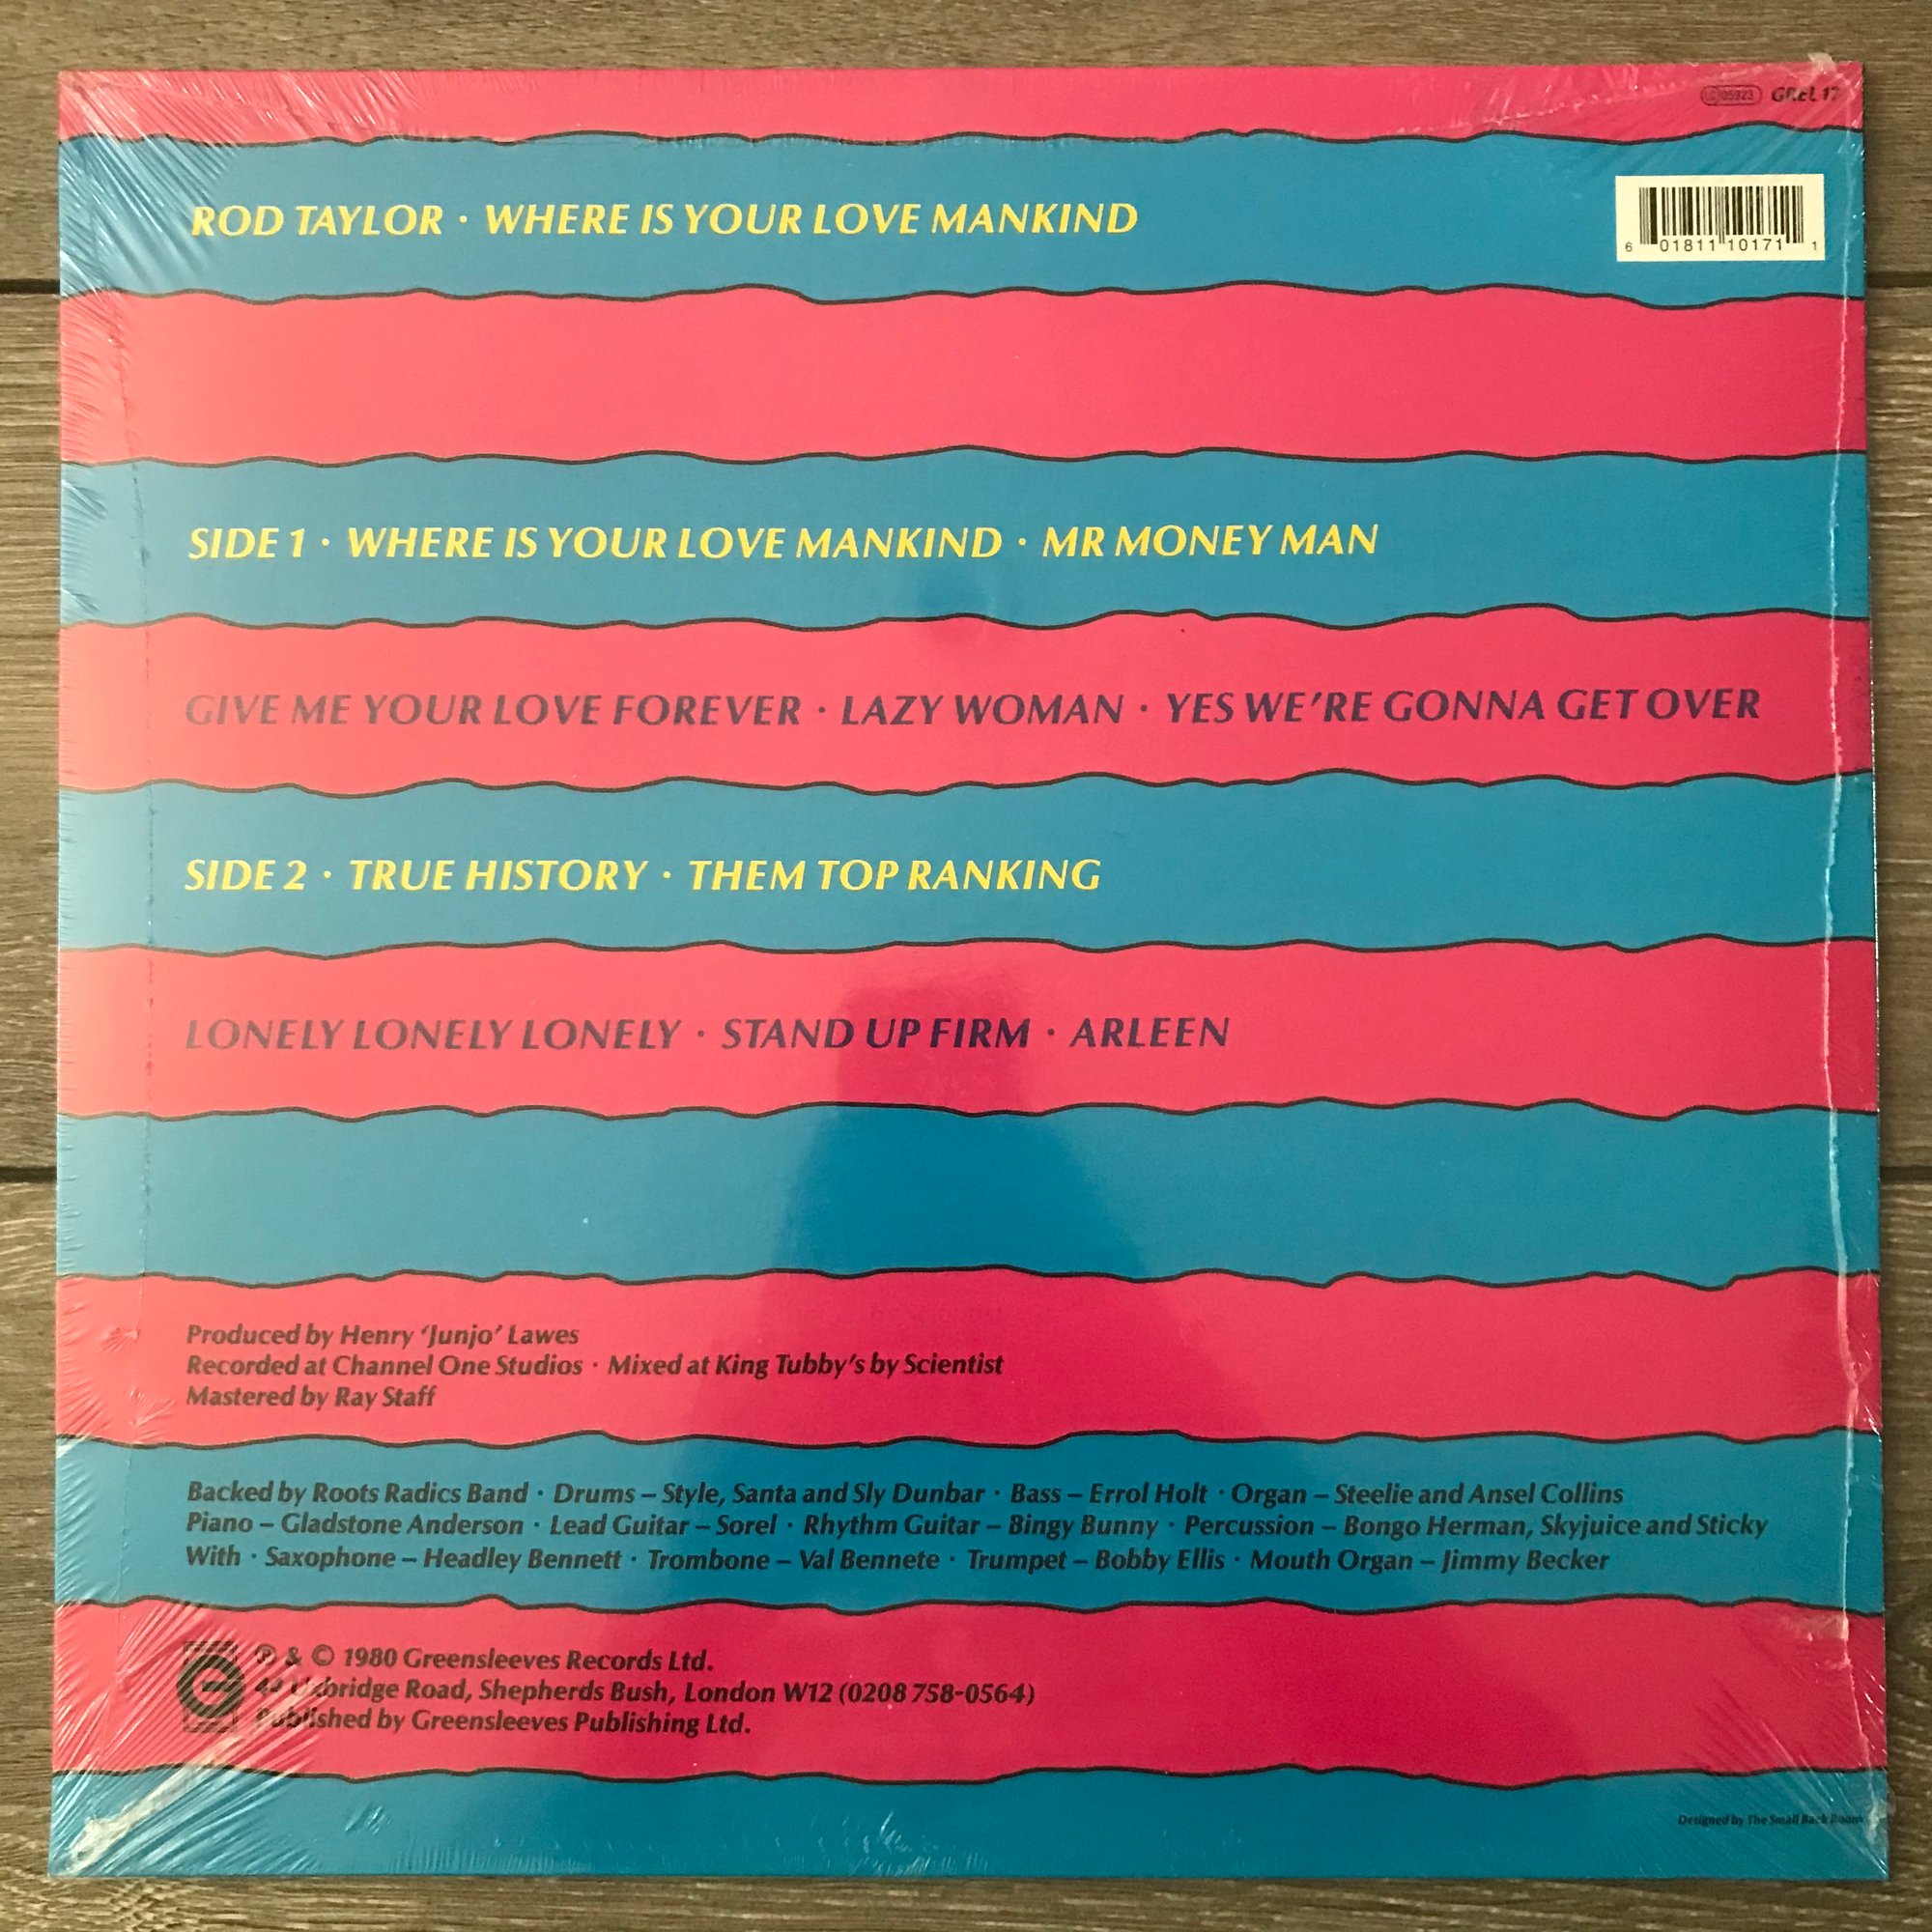 LC 05923 GREL 17
ROD TAYLOR · WHERE IS YOUR LOVE MANKIND
6 01811 10171 1
SIDE 1 · WHERE IS YOUR LOVE MANKIND · MR MONEY MAN
GIVE ME YOUR LOVE FOREVER · LAZY WOMAN · YES WE'RE GONNA GET OVER
SIDE 2 · TRUE HISTORY · THEM TOP RANKING
LONELY LONELY LONELY · STAND UP FIRM · ARLEEN
Produced by Henry 'Junjo' Lawes
Recorded at Channel One Studios · Mixed at King Tubby's by Scientist
Mastered by Ray Staff
Backed by Roots Radics Band · Drums – Style, Santa and Sly Dunbar · Bass – Errol Holt · Organ – Steelie and Ansel Collins
Piano – Gladstone Anderson · Lead Guitar – Sorel · Rhythm Guitar – Bingy Bunny · Percussion – Bongo Herman, Skyjuice and Sticky
With · Saxophone – Headley Bennett · Trombone – Val Bennete · Trumpet – Bobby Ellis · Mouth Organ – Jimmy Becker
℗ & © 1980 Greensleeves Records Ltd.
44 Uxbridge Road, Shepherds Bush, London W12 (0208 758-0564)
Published by Greensleeves Publishing Ltd.
Designed by The Small Back Room